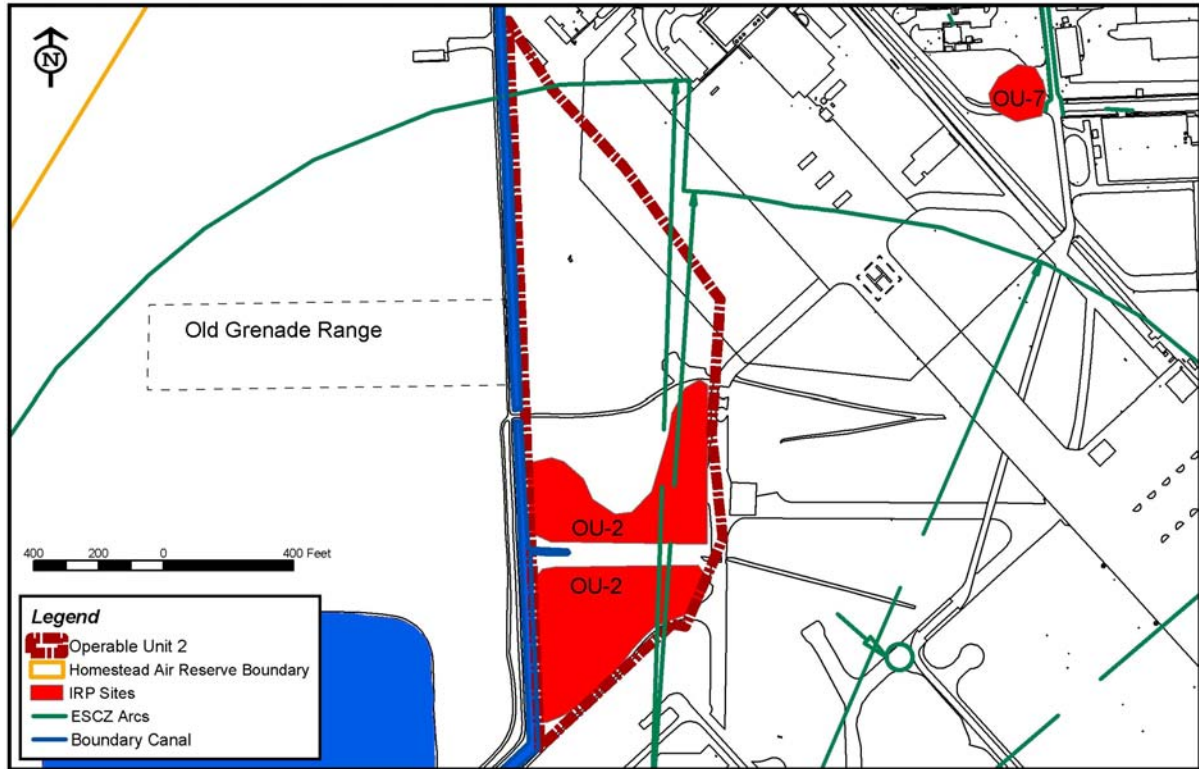 N
OU-7
Old Grenade Range
H
OU-2
OU-2
400 200 0 400 Feet
Legend
Operable Unit 2
Homestead Air Reserve Boundary
IRP Sites
ESCZ Arcs
Boundary Canal